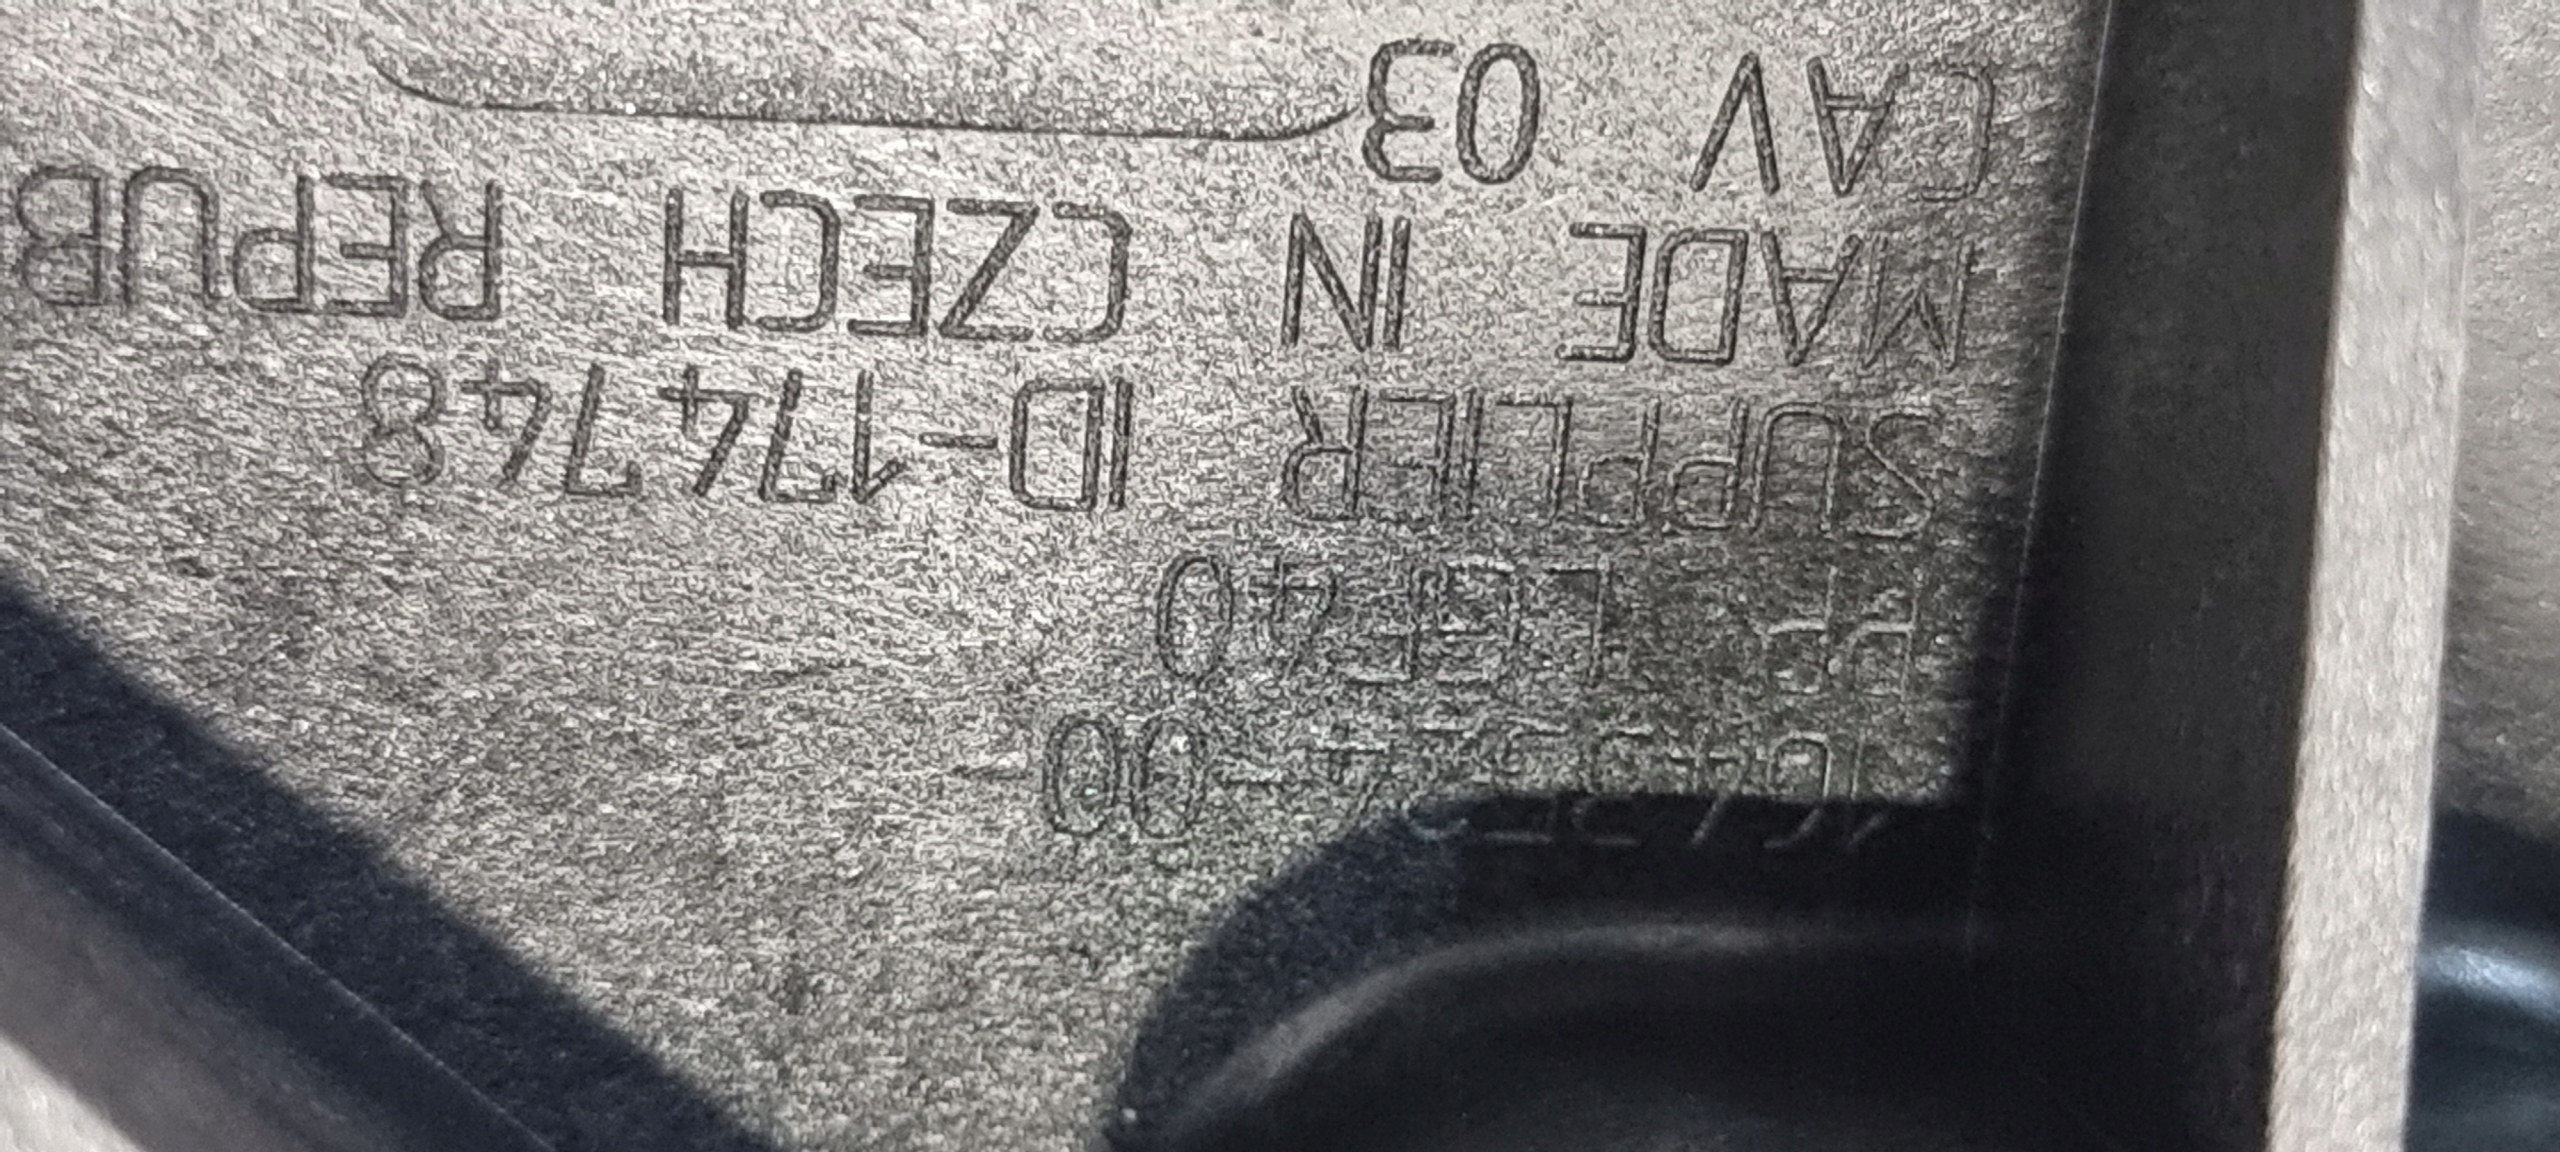 PP LGF40
SUPPLIER ID-174748
MADE IN CZECH REPUB
CAV 03